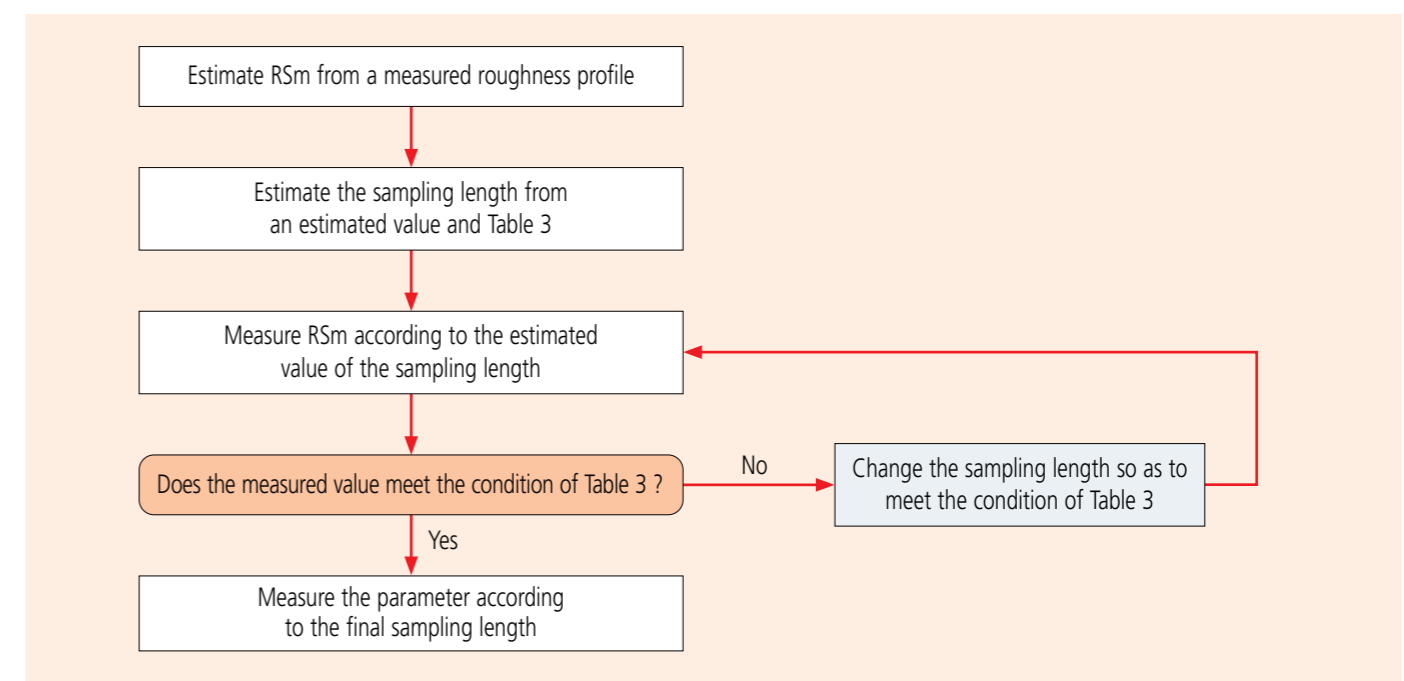 Estimate RSm from a measured roughness profile
Estimate the sampling length from
an estimated value and Table 3
Measure RSm according to the estimated
value of the sampling length
Does the measured value meet the condition of Table 3 ?
No
Change the sampling length so as to
meet the condition of Table 3
Yes
Measure the parameter according
to the final sampling length